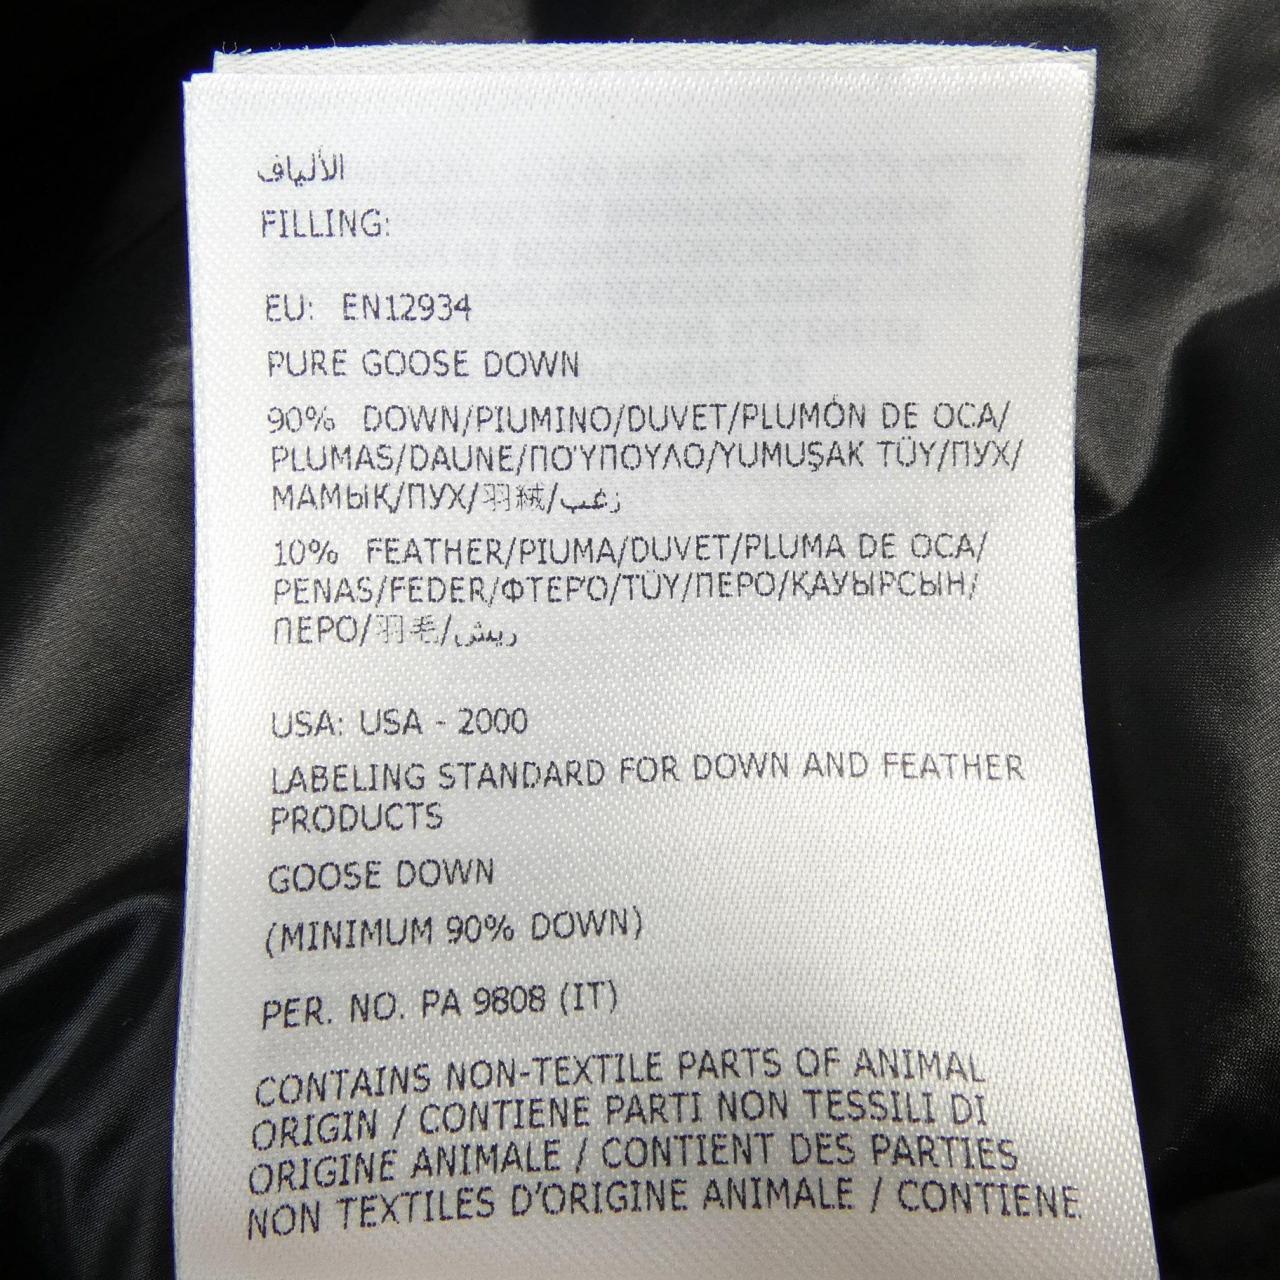 الألياف
FILLING:
EU: EN12934
PURE GOOSE DOWN
90% DOWN/PIUMINO/DUVET/PLUMÓN DE OCA/
PLUMAS/DAUNE/ΠΟ'ΥΠΟΥΛΟ/YUMUŞAK TÜY/ПУХ/
МАМЫҚ/ПУХ/羽絨/زغب
10% FEATHER/PIUMA/DUVET/PLUMA DE OCA/
PENAS/FEDER/ΦΤΕΡ'Ο/TÜY/ПЕРО/ҚАУЫРСЫН/
ПЕРО/羽毛/ريش
USA: USA - 2000
LABELING STANDARD FOR DOWN AND FEATHER
PRODUCTS
GOOSE DOWN
(MINIMUM 90% DOWN)
PER. NO. PA 9808 (IT)
CONTAINS NON-TEXTILE PARTS OF ANIMAL
ORIGIN / CONTIENE PARTI NON TESSILI DI
ORIGINE ANIMALE / CONTIENT DES PARTIES
NON TEXTILES D'ORIGINE ANIMALE / CONTIENE